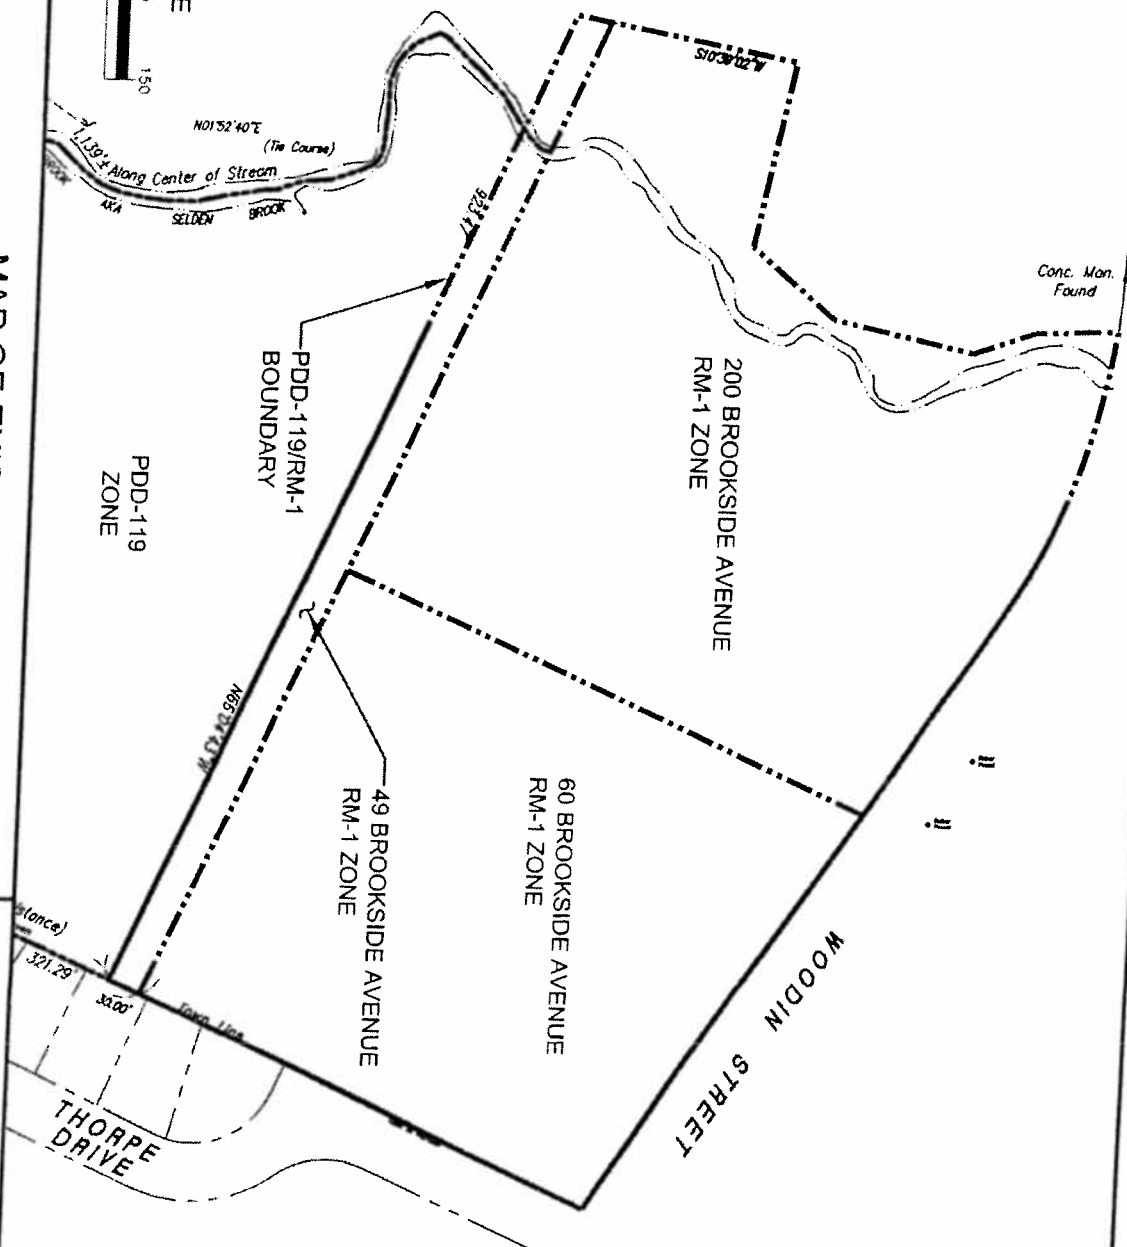 150
S10°39'02"W
N01°52'40"E
(Tie Course)
1,139'± Along Center of Stream
BROOK
AKA
SELDEN
BROOK
923.47'
Conc. Mon.
Found
200 BROOKSIDE AVENUE
RM-1 ZONE
PDD-119/RM-1
BOUNDARY
PDD-119
ZONE
60 BROOKSIDE AVENUE
RM-1 ZONE
49 BROOKSIDE AVENUE
RM-1 ZONE
WOODIN STREET
321.29'
30.00'
Town Line
THORPE
DRIVE